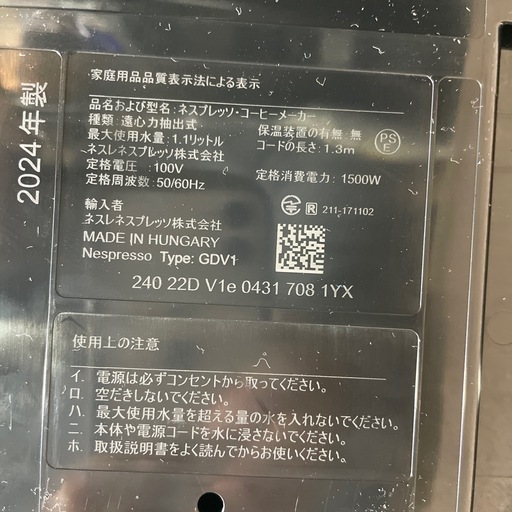 2024年製
家庭用品品質表示法による表示
品名および型名：ネスプレッソ・コーヒーメーカー
種類：遠心力抽出式
保温装置の有無 無
最大使用水量：1.1リットル
コードの長さ：1.3m
PS
E
ネスレネスプレッソ株式会社
定格電圧　：100V
定格消費電力：1500W
定格周波数：50/60Hz
輸入者
R 211-171102
ネスレネスプレッソ株式会社
MADE IN HUNGARY
Nespresso Type: GDV1
240 22D V1e 0431 708 1YX
使用上の注意
イ．電源は必ずコンセントから取ってください。
ロ．空だきしないでください。
ハ．最大使用水量を超える量の水を入れないでください。
ニ．本体や電源コードを水に浸さないでください。
ホ．取扱説明書をよく読んでからお使いください。